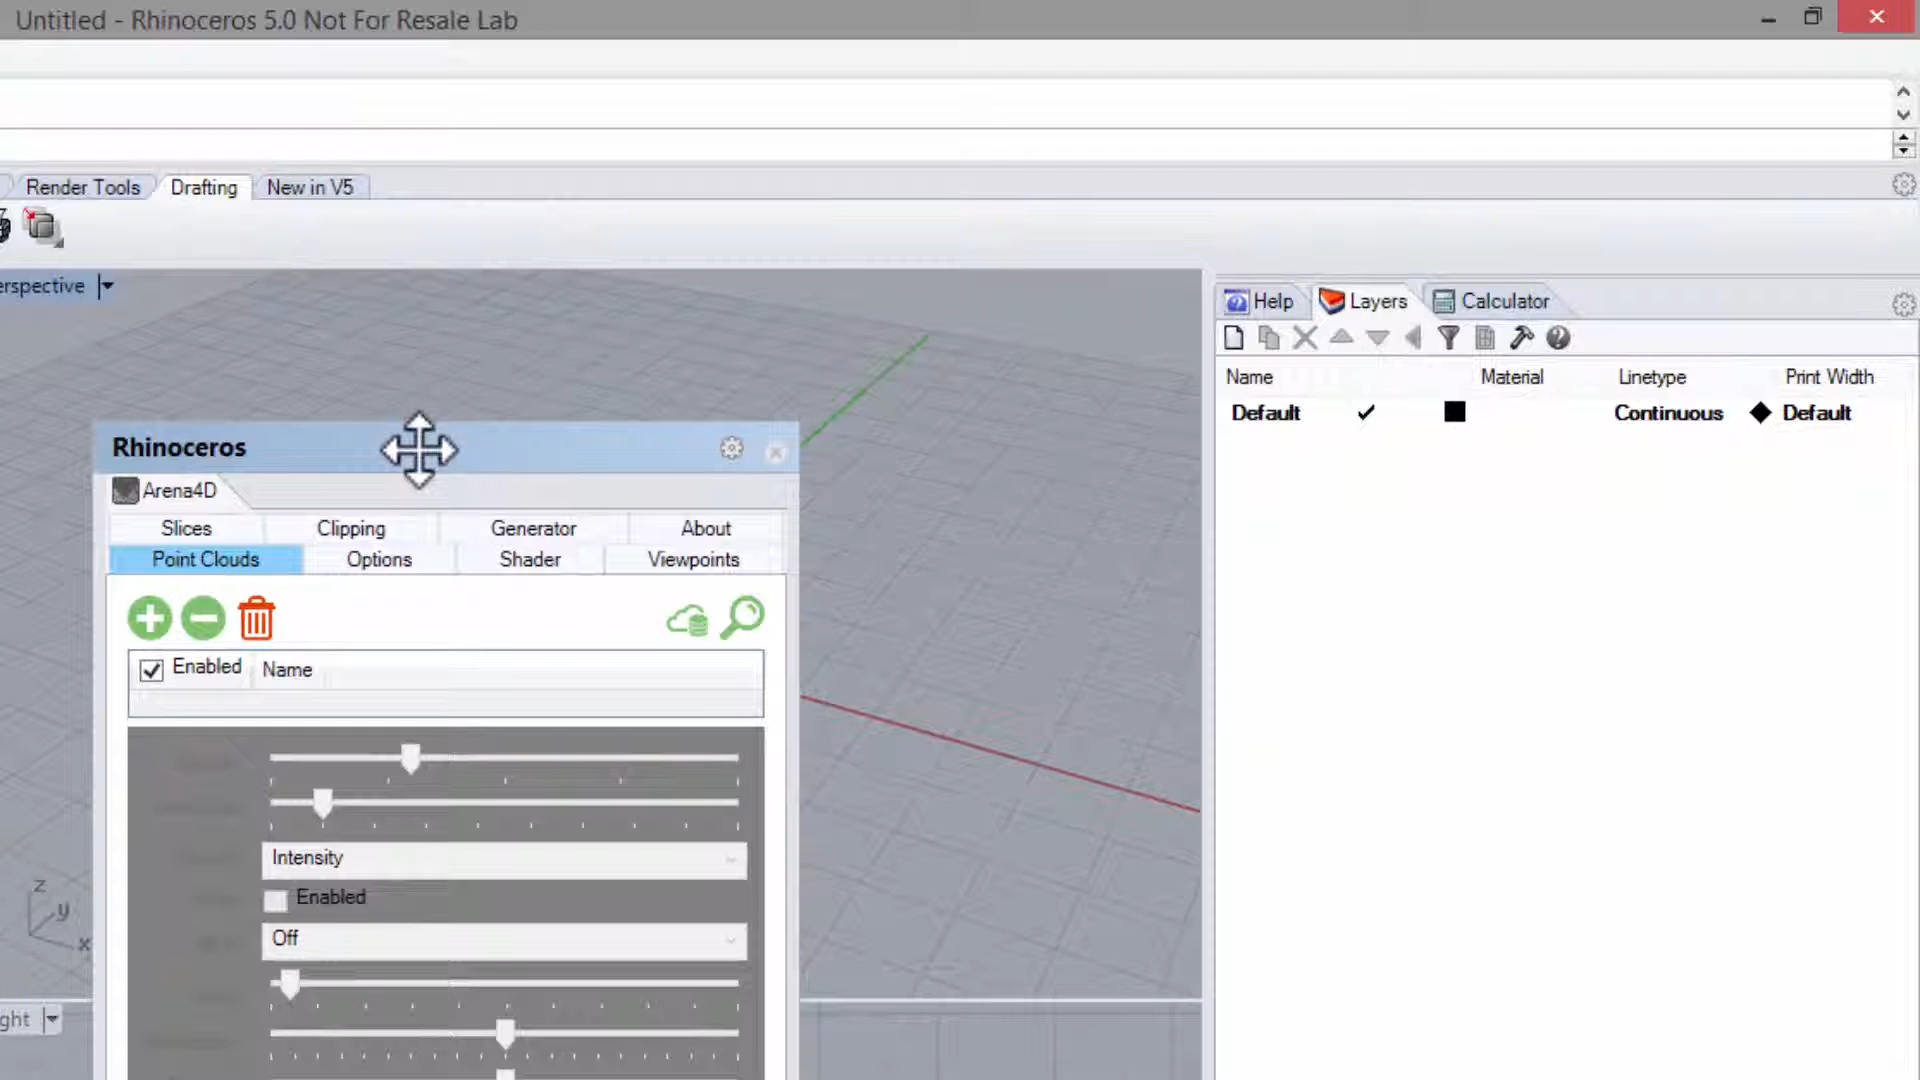 Untitled - Rhinoceros 5.0 Not For Resale Lab
Render Tools Drafting New in V5
erspective
Help Layers Calculator
Name Material Linetype Print Width
Default Continuous Default
Rhinoceros
Arena4D
Slices Clipping Generator About
Point Clouds Options Shader Viewpoints
Enabled Name
Intensity
Enabled
Off
z
y
x
ght